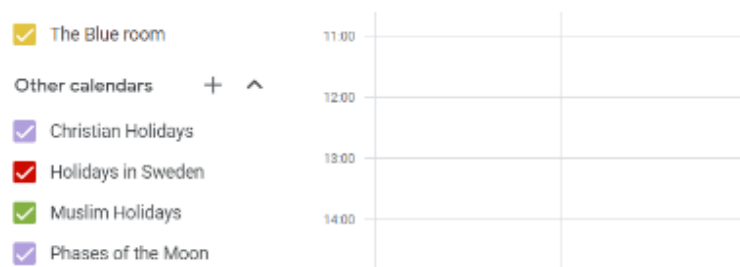 The Blue room
Other calendars
Christian Holidays
Holidays in Sweden
Muslim Holidays
Phases of the Moon
11:00
12:00
13:00
14:00